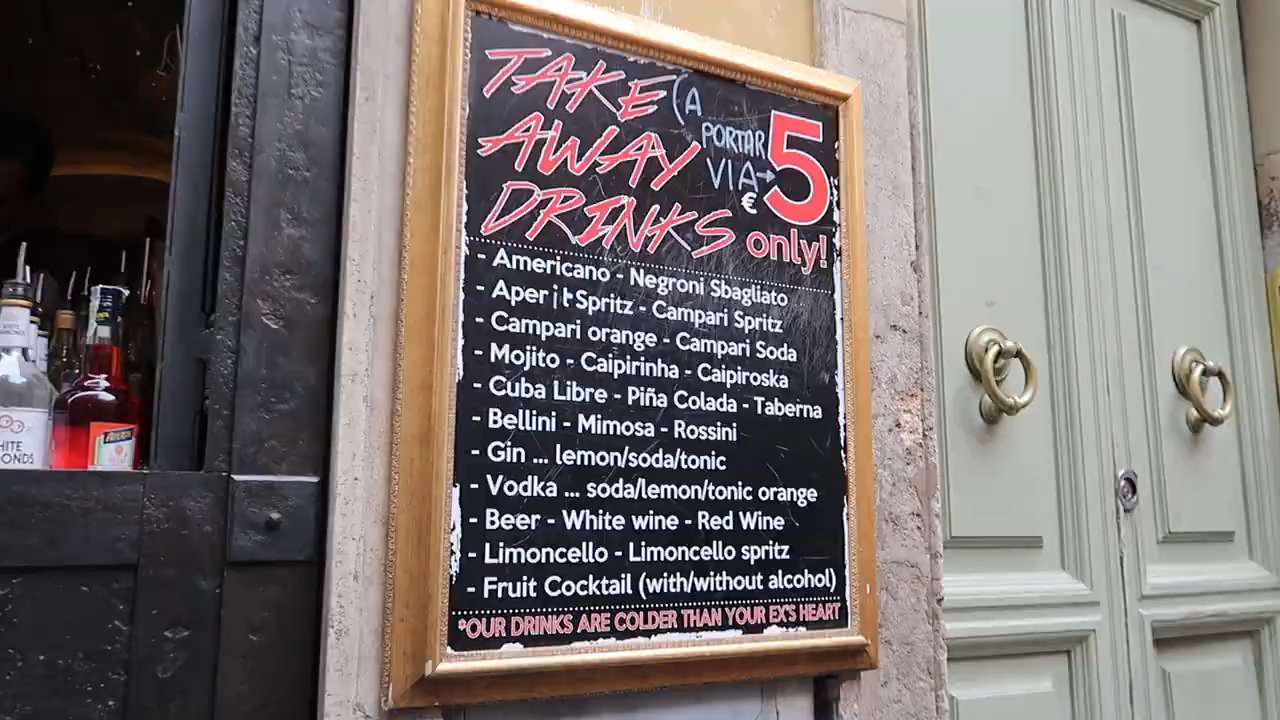 TAKE (A
AWAY PORTAR
VIA→
DRINKS € 5
only!
- Americano - Negroni Sbagliato
- Aperit Spritz - Campari Spritz
- Campari orange - Campari Soda
- Mojito - Caipirinha - Caipiroska
- Cuba Libre - Piña Colada - Taberna
- Bellini - Mimosa - Rossini
- Gin ... lemon/soda/tonic
- Vodka ... soda/lemon/tonic orange
- Beer - White wine - Red Wine
- Limoncello - Limoncello spritz
- Fruit Cocktail (with/without alcohol)
*OUR DRINKS ARE COLDER THAN YOUR EX'S HEART
WHITE